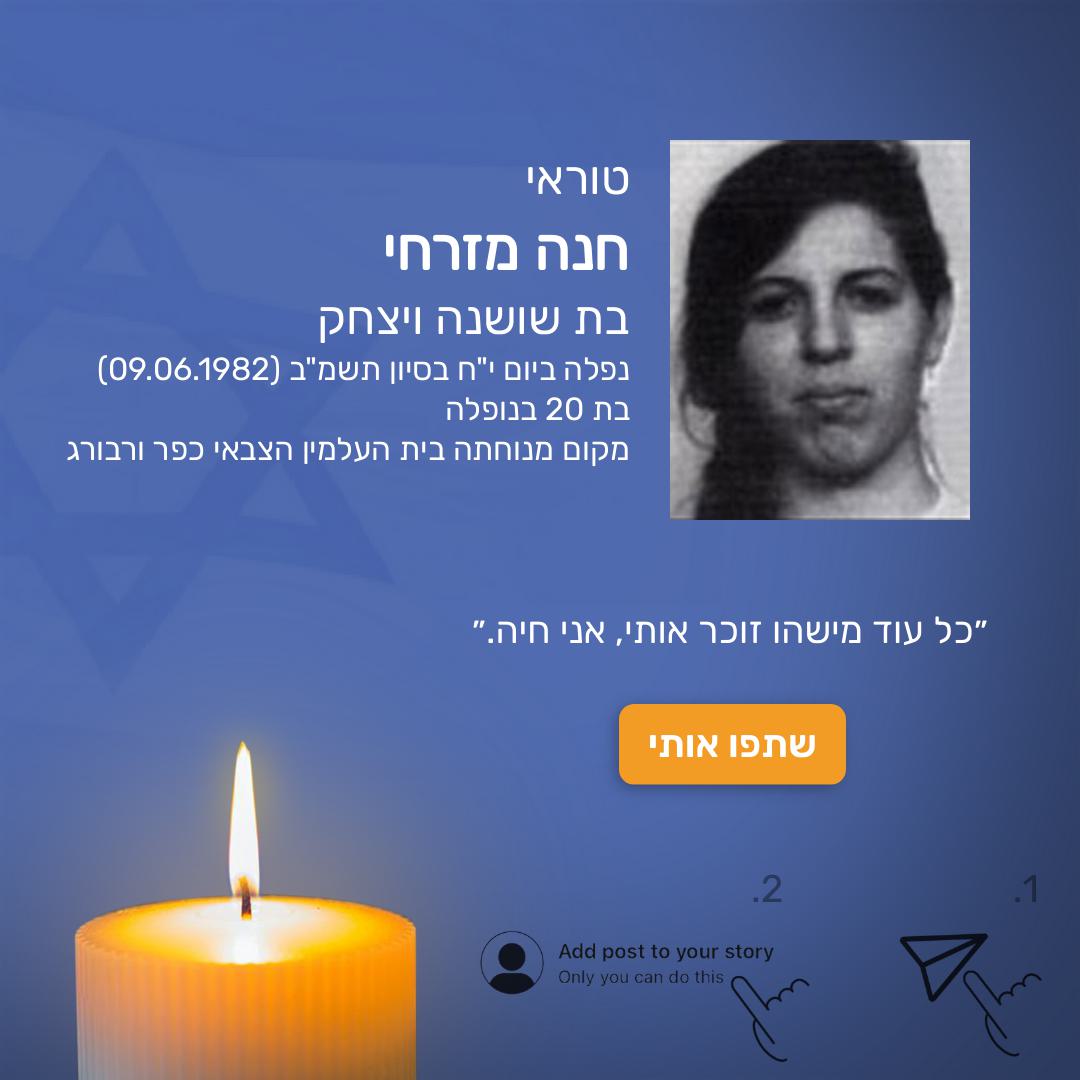 טוראי
חנה מזרחי
בת שושנה ויצחק
נפלה ביום י"ח בסיון תשמ"ב (09.06.1982)
בת 20 בנופלה
מקום מנוחתה בית העלמין הצבאי כפר ורבורג
״כל עוד מישהו זוכר אותי, אני חיה.״
שתפו אותי
.1
.2
Add post to your story
Only you can do this